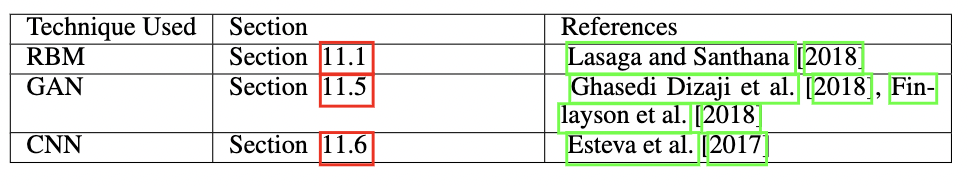 Technique Used Section References
RBM Section 11.1 Lasaga and Santhana [2018]
GAN Section 11.5 Ghasedi Dizaji et al. [2018], Fin-
layson et al. [2018]
CNN Section 11.6 Esteva et al. [2017]